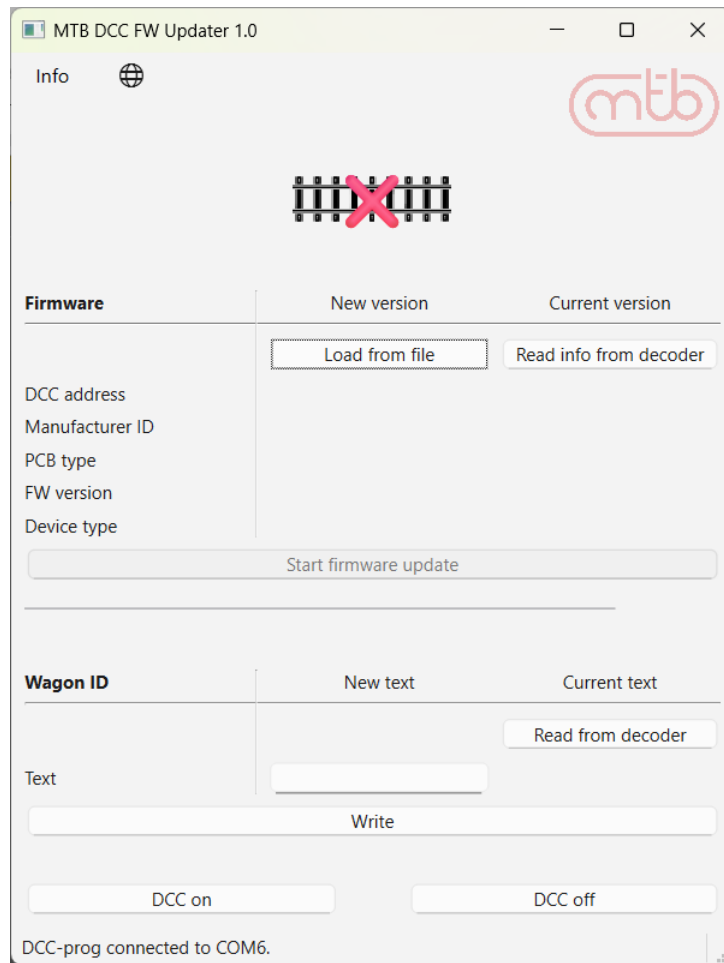 MTB DCC FW Updater 1.0
Info
mtb
Firmware New version Current version
Load from file Read info from decoder
DCC address
Manufacturer ID
PCB type
FW version
Device type
Start firmware update
Wagon ID New text Current text
Read from decoder
Text
Write
DCC on DCC off
DCC-prog connected to COM6.